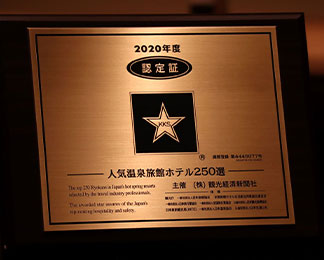 2020年度
認定証
KKS
®
人気温泉旅館ホテル250選
The top 250 Ryokans in Japan's hot spring resorts
selected by the travel industry professionals.
The awarded star assures of the Japan's
top-ranking hospitality and safety.
主催 (株)観光経済新聞社